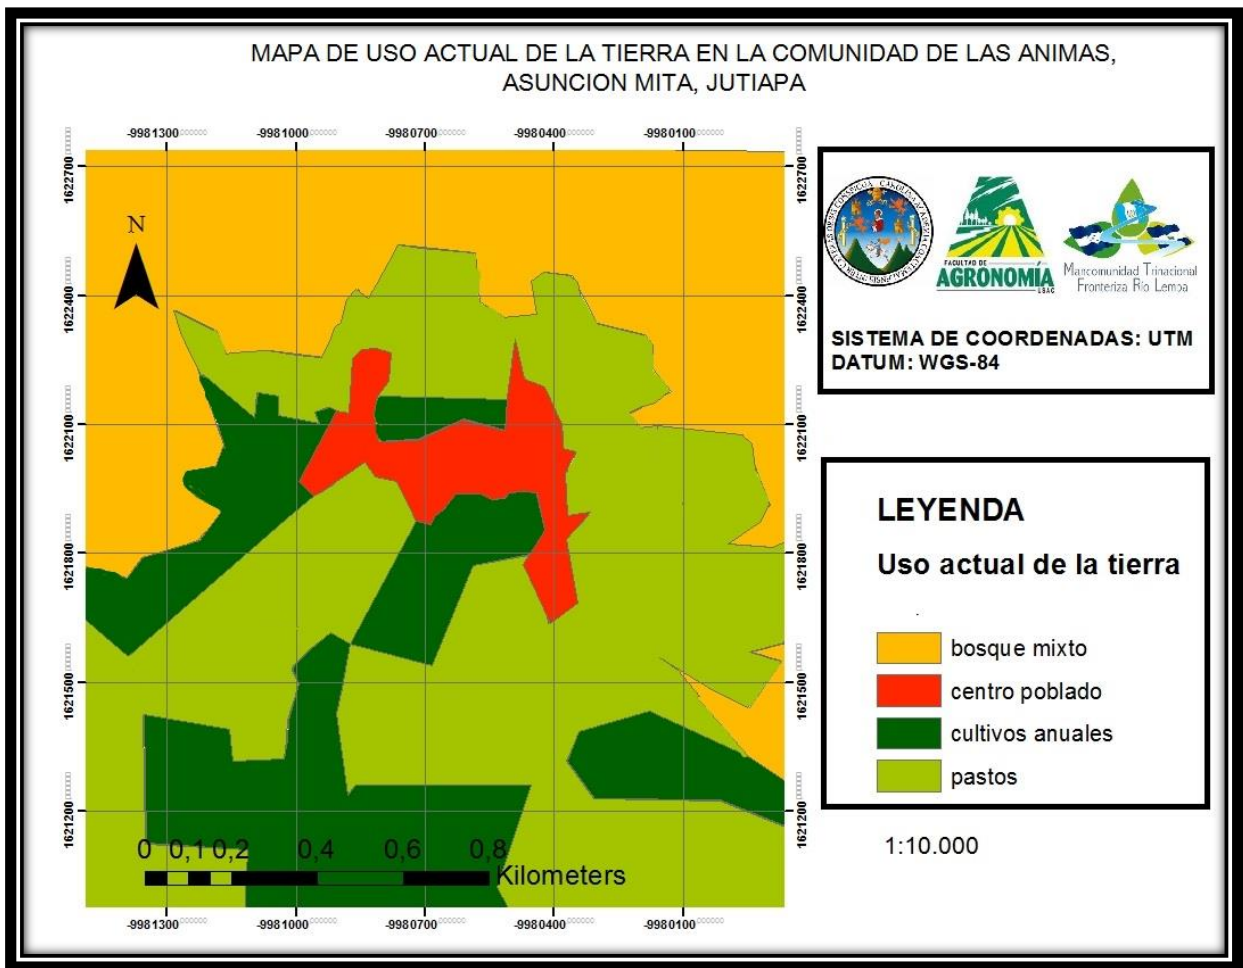 MAPA DE USO ACTUAL DE LA TIERRA EN LA COMUNIDAD DE LAS ANIMAS,
ASUNCION MITA, JUTIAPA
-9981300 -9981000 -9980700 -9980400 -9980100
1622700
1622400
1622100
1621800
1621500
1621200
N
1622700
1622400
1622100
1621800
1621500
1621200
0 0,1 0,2 0,4 0,6 0,8
Kilometers
-9981300 -9981000 -9980700 -9980400 -9980100
FACULTAD DE
AGRONOMÍA
USAC
Mancomunidad Trinacional
Fronteriza Río Lempa
SISTEMA DE COORDENADAS: UTM
DATUM: WGS-84
LEYENDA
Uso actual de la tierra
bosque mixto
centro poblado
cultivos anuales
pastos
1:10.000